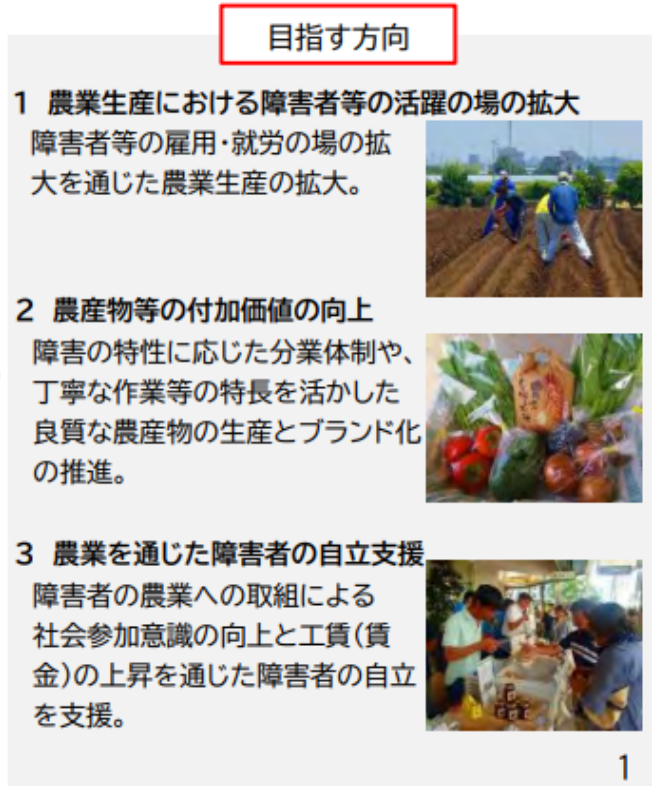 目指す方向
1 農業生産における障害者等の活躍の場の拡大
障害者等の雇用・就労の場の拡
大を通じた農業生産の拡大。
2 農産物等の付加価値の向上
障害の特性に応じた分業体制や、
丁寧な作業等の特長を活かした
良質な農産物の生産とブランド化
の推進。
3 農業を通じた障害者の自立支援
障害者の農業への取組による
社会参加意識の向上と工賃(賃
金)の上昇を通じた障害者の自立
を支援。
1